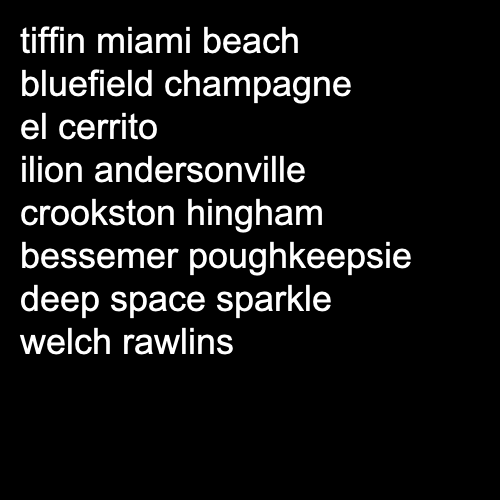 tiffin miami beach
bluefield champagne
el cerrito
ilion andersonville
crookston hingham
bessemer poughkeepsie
deep space sparkle
welch rawlins